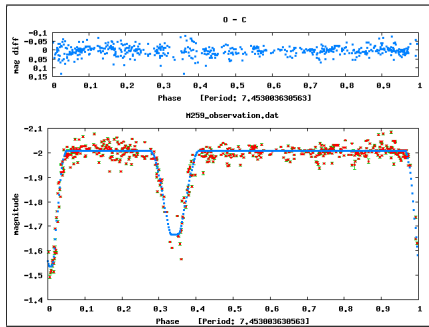 O - C
-0.1
-0.05
0
0.05
0.1
0.15
mag diff
0 0.1 0.2 0.3 0.4 0.5 0.6 0.7 0.8 0.9 1
Phase [Period: 7.453003630563]
M259_observation.dat
-2.1
-2
-1.9
-1.8
-1.7
-1.6
-1.5
-1.4
magnitude
0 0.1 0.2 0.3 0.4 0.5 0.6 0.7 0.8 0.9 1
Phase [Period: 7.453003630563]